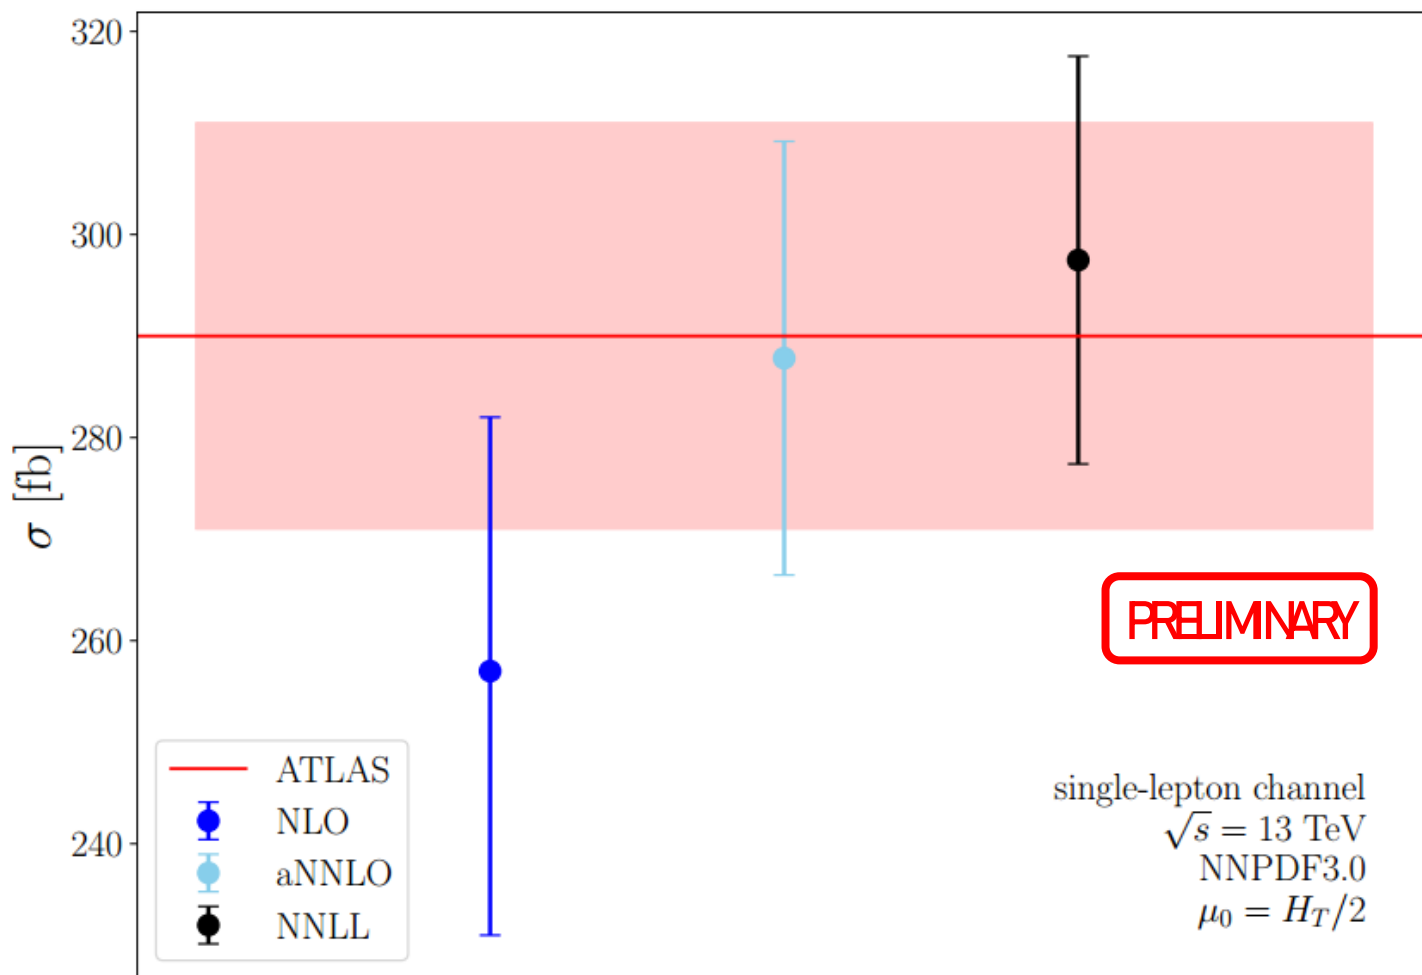 320
300
280
260
240
σ [fb]
PRELIMINARY
ATLAS
NLO
aNNLO
NNLL
single-lepton channel
√s = 13 TeV
NNPDF3.0
μ₀ = H_T/2